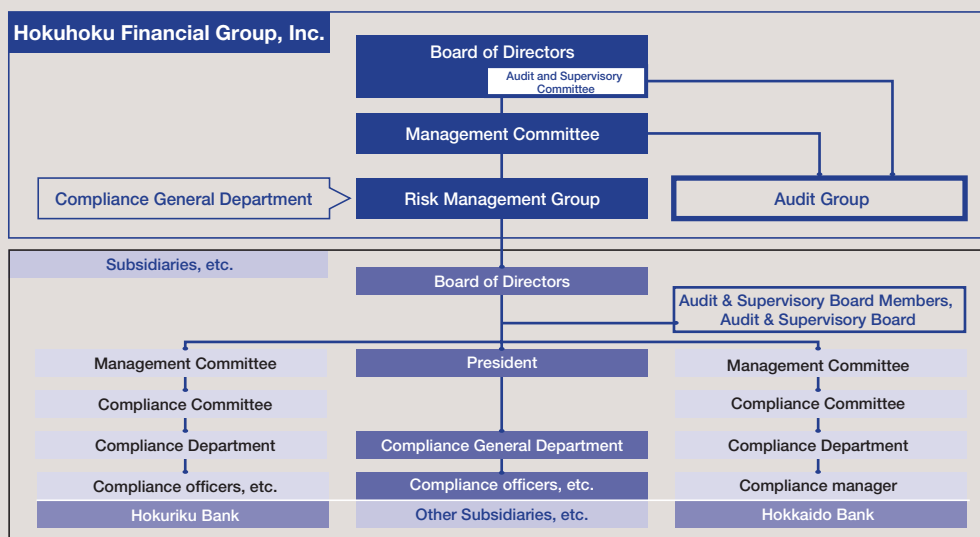 Hokuhoku Financial Group, Inc.
Board of Directors
Audit and Supervisory
Committee
Management Committee
Compliance General Department
Risk Management Group
Audit Group
Subsidiaries, etc.
Board of Directors
Audit & Supervisory Board Members,
Audit & Supervisory Board
Management Committee
President
Management Committee
Compliance Committee
Compliance Committee
Compliance Department
Compliance General Department
Compliance Department
Compliance officers, etc.
Compliance officers, etc.
Compliance manager
Hokuriku Bank
Other Subsidiaries, etc.
Hokkaido Bank